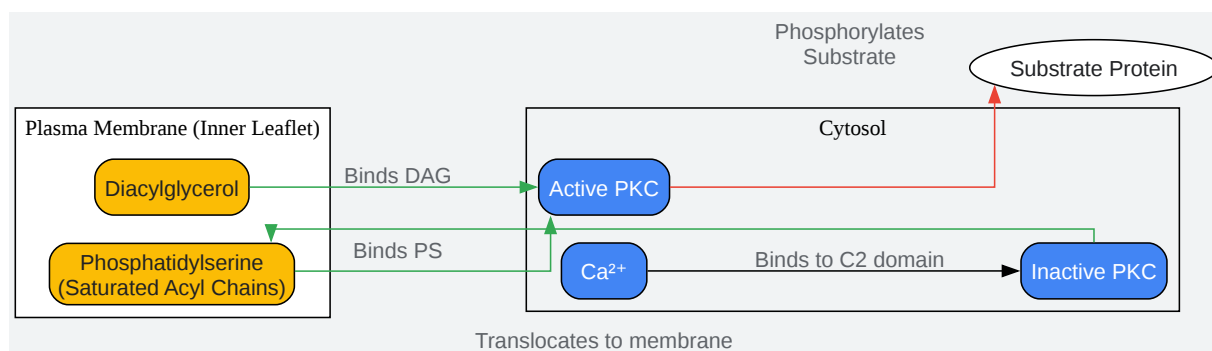 Phosphorylates
Substrate
Substrate Protein
Plasma Membrane (Inner Leaflet)
Cytosol
Diacylglycerol
Binds DAG
Active PKC
Phosphatidylserine
(Saturated Acyl Chains)
Binds PS
Ca²⁺
Binds to C2 domain
Inactive PKC
Translocates to membrane